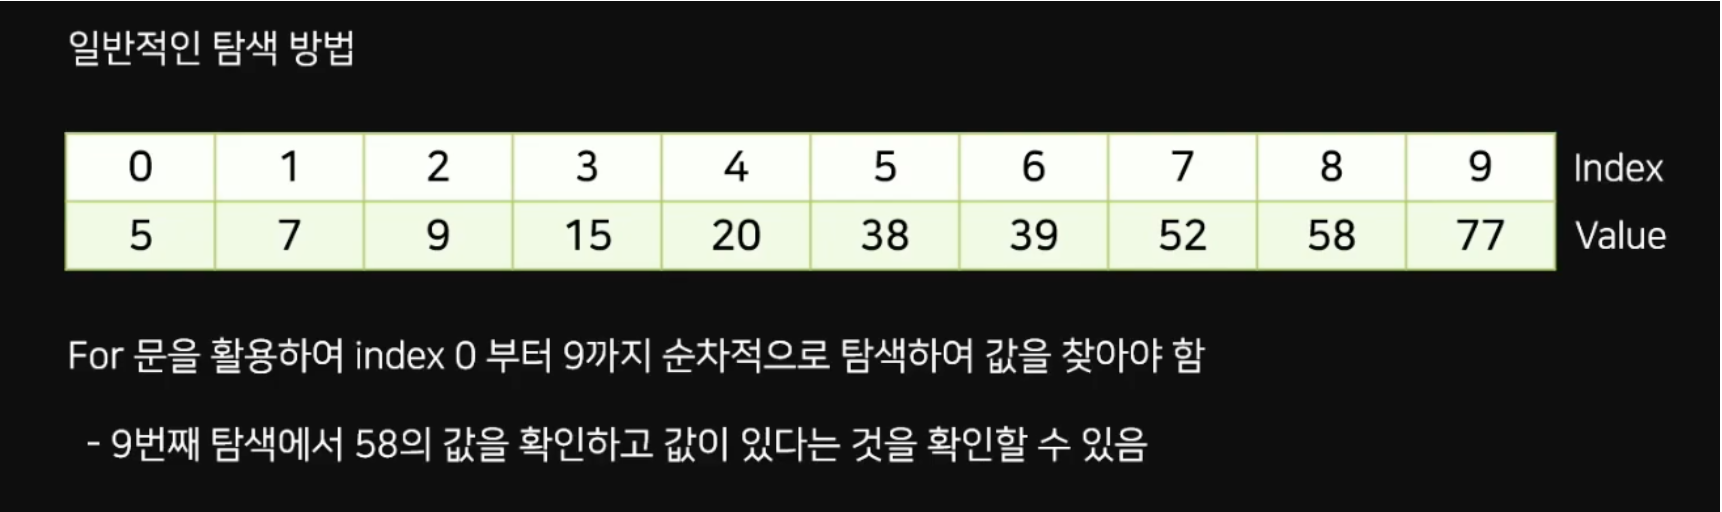 일반적인 탐색 방법
0 1 2 3 4 5 6 7 8 9 Index
5 7 9 15 20 38 39 52 58 77 Value
For 문을 활용하여 index 0 부터 9까지 순차적으로 탐색하여 값을 찾아야 함
- 9번째 탐색에서 58의 값을 확인하고 값이 있다는 것을 확인할 수 있음